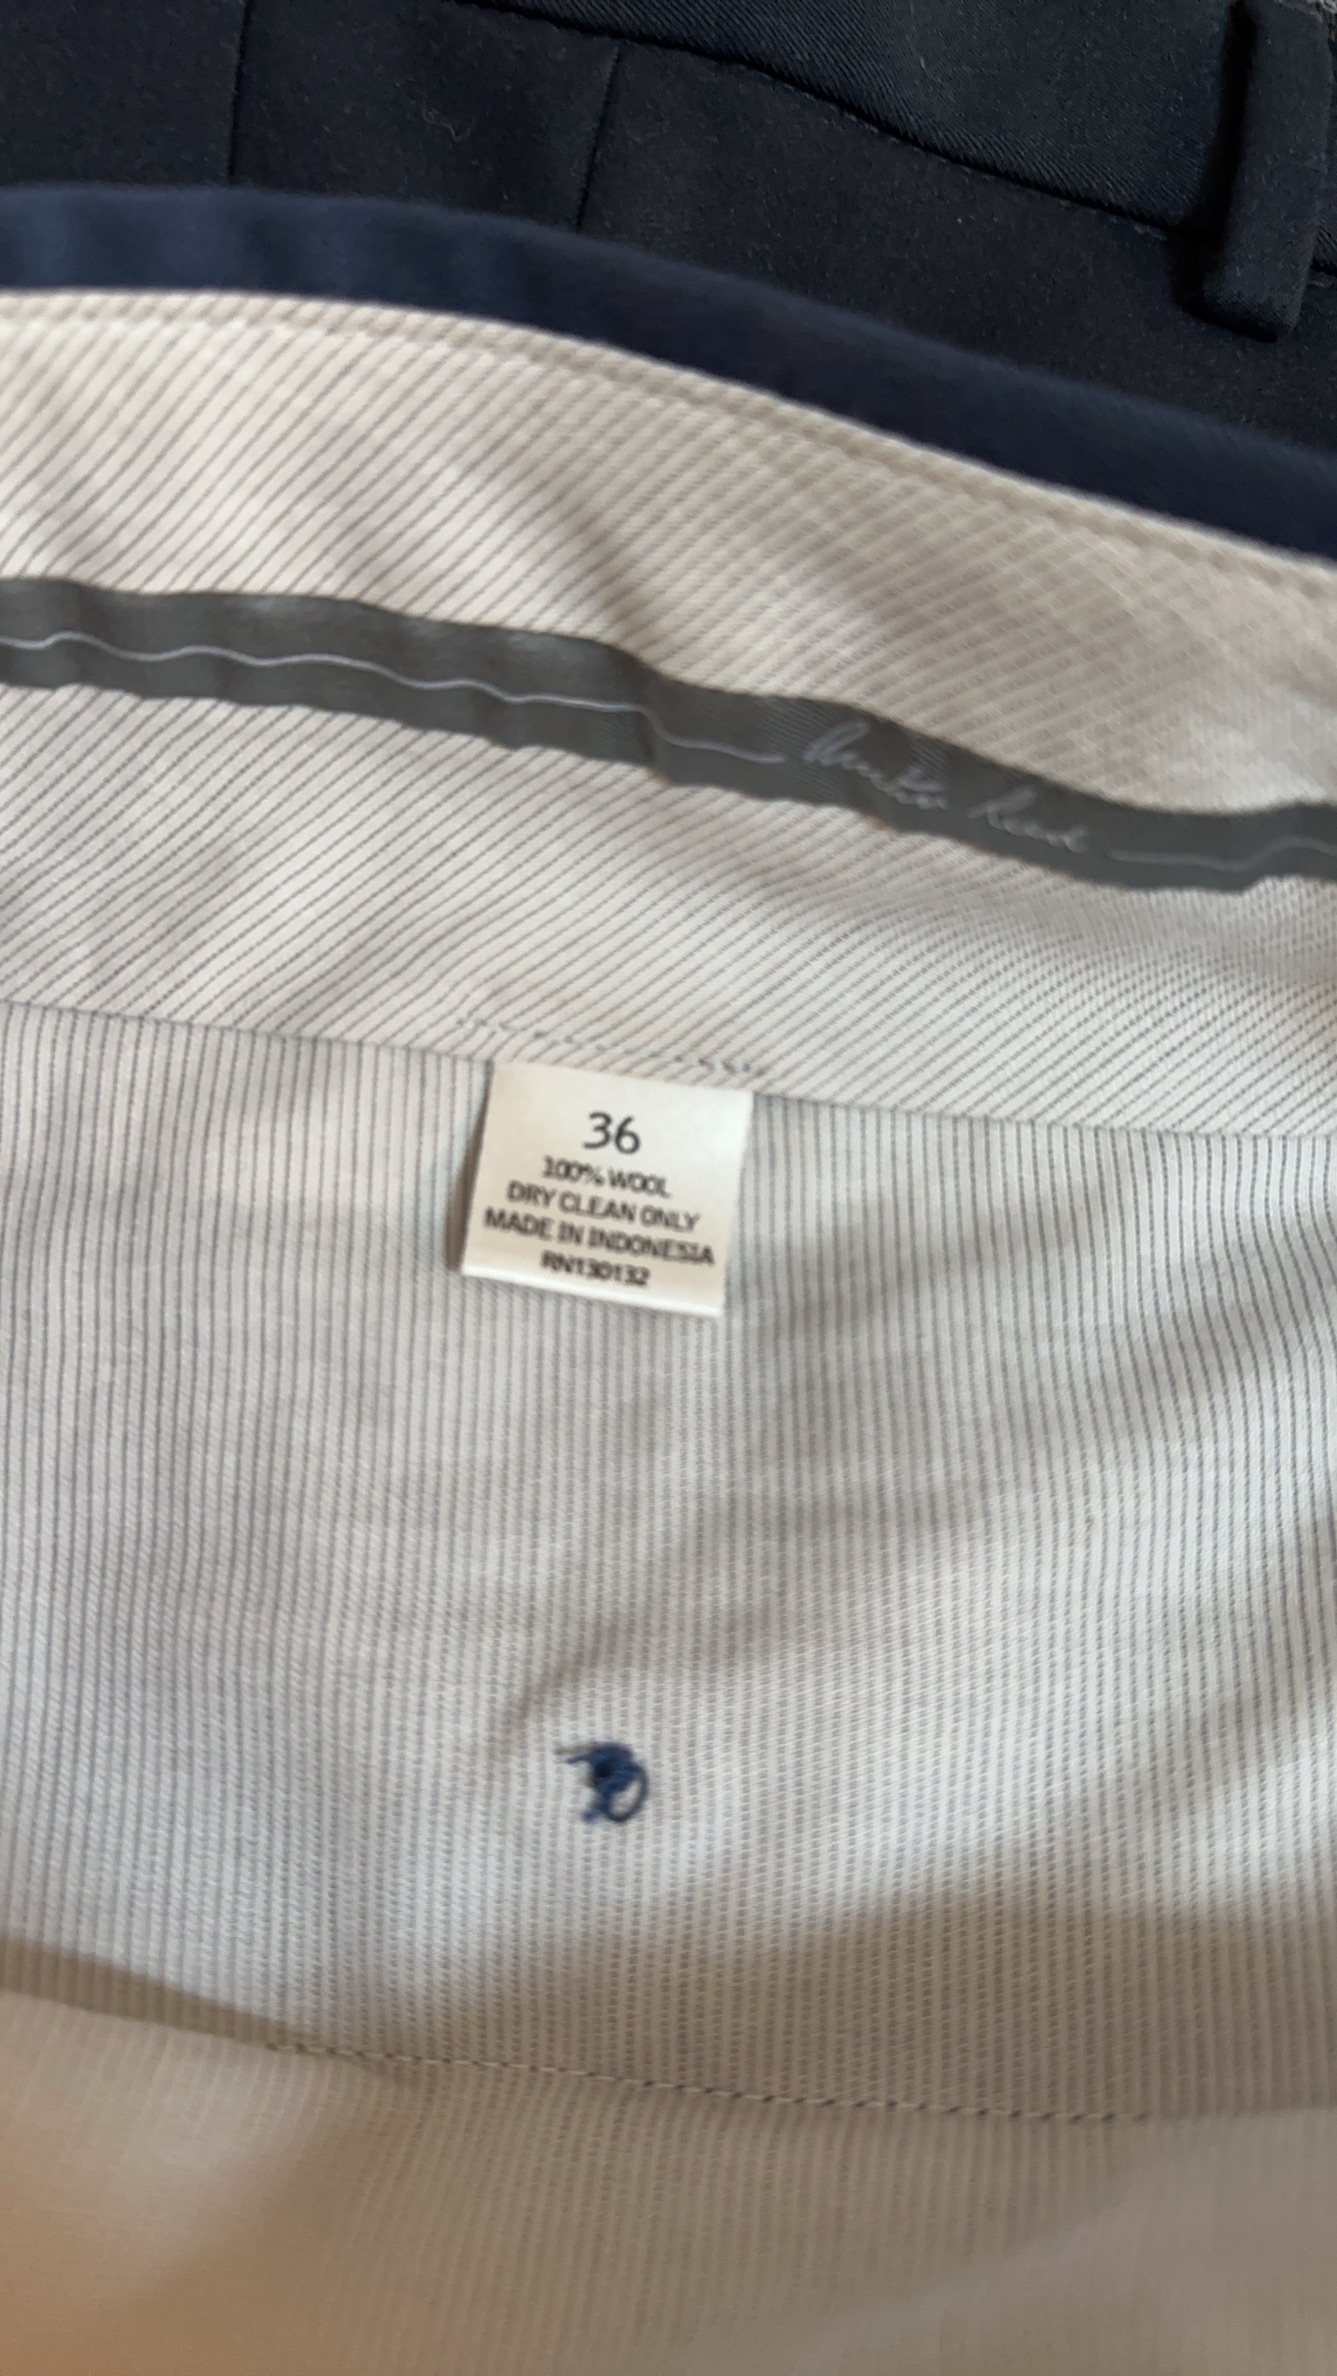 36
100% WOOL
DRY CLEAN ONLY
MADE IN INDONESIA
RN130132